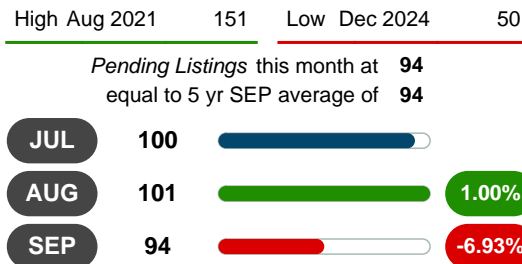 High Aug 2021 151 Low Dec 2024 50
Pending Listings this month at 94
equal to 5 yr SEP average of 94
JUL 100
AUG 101 1.00%
SEP 94 -6.93%